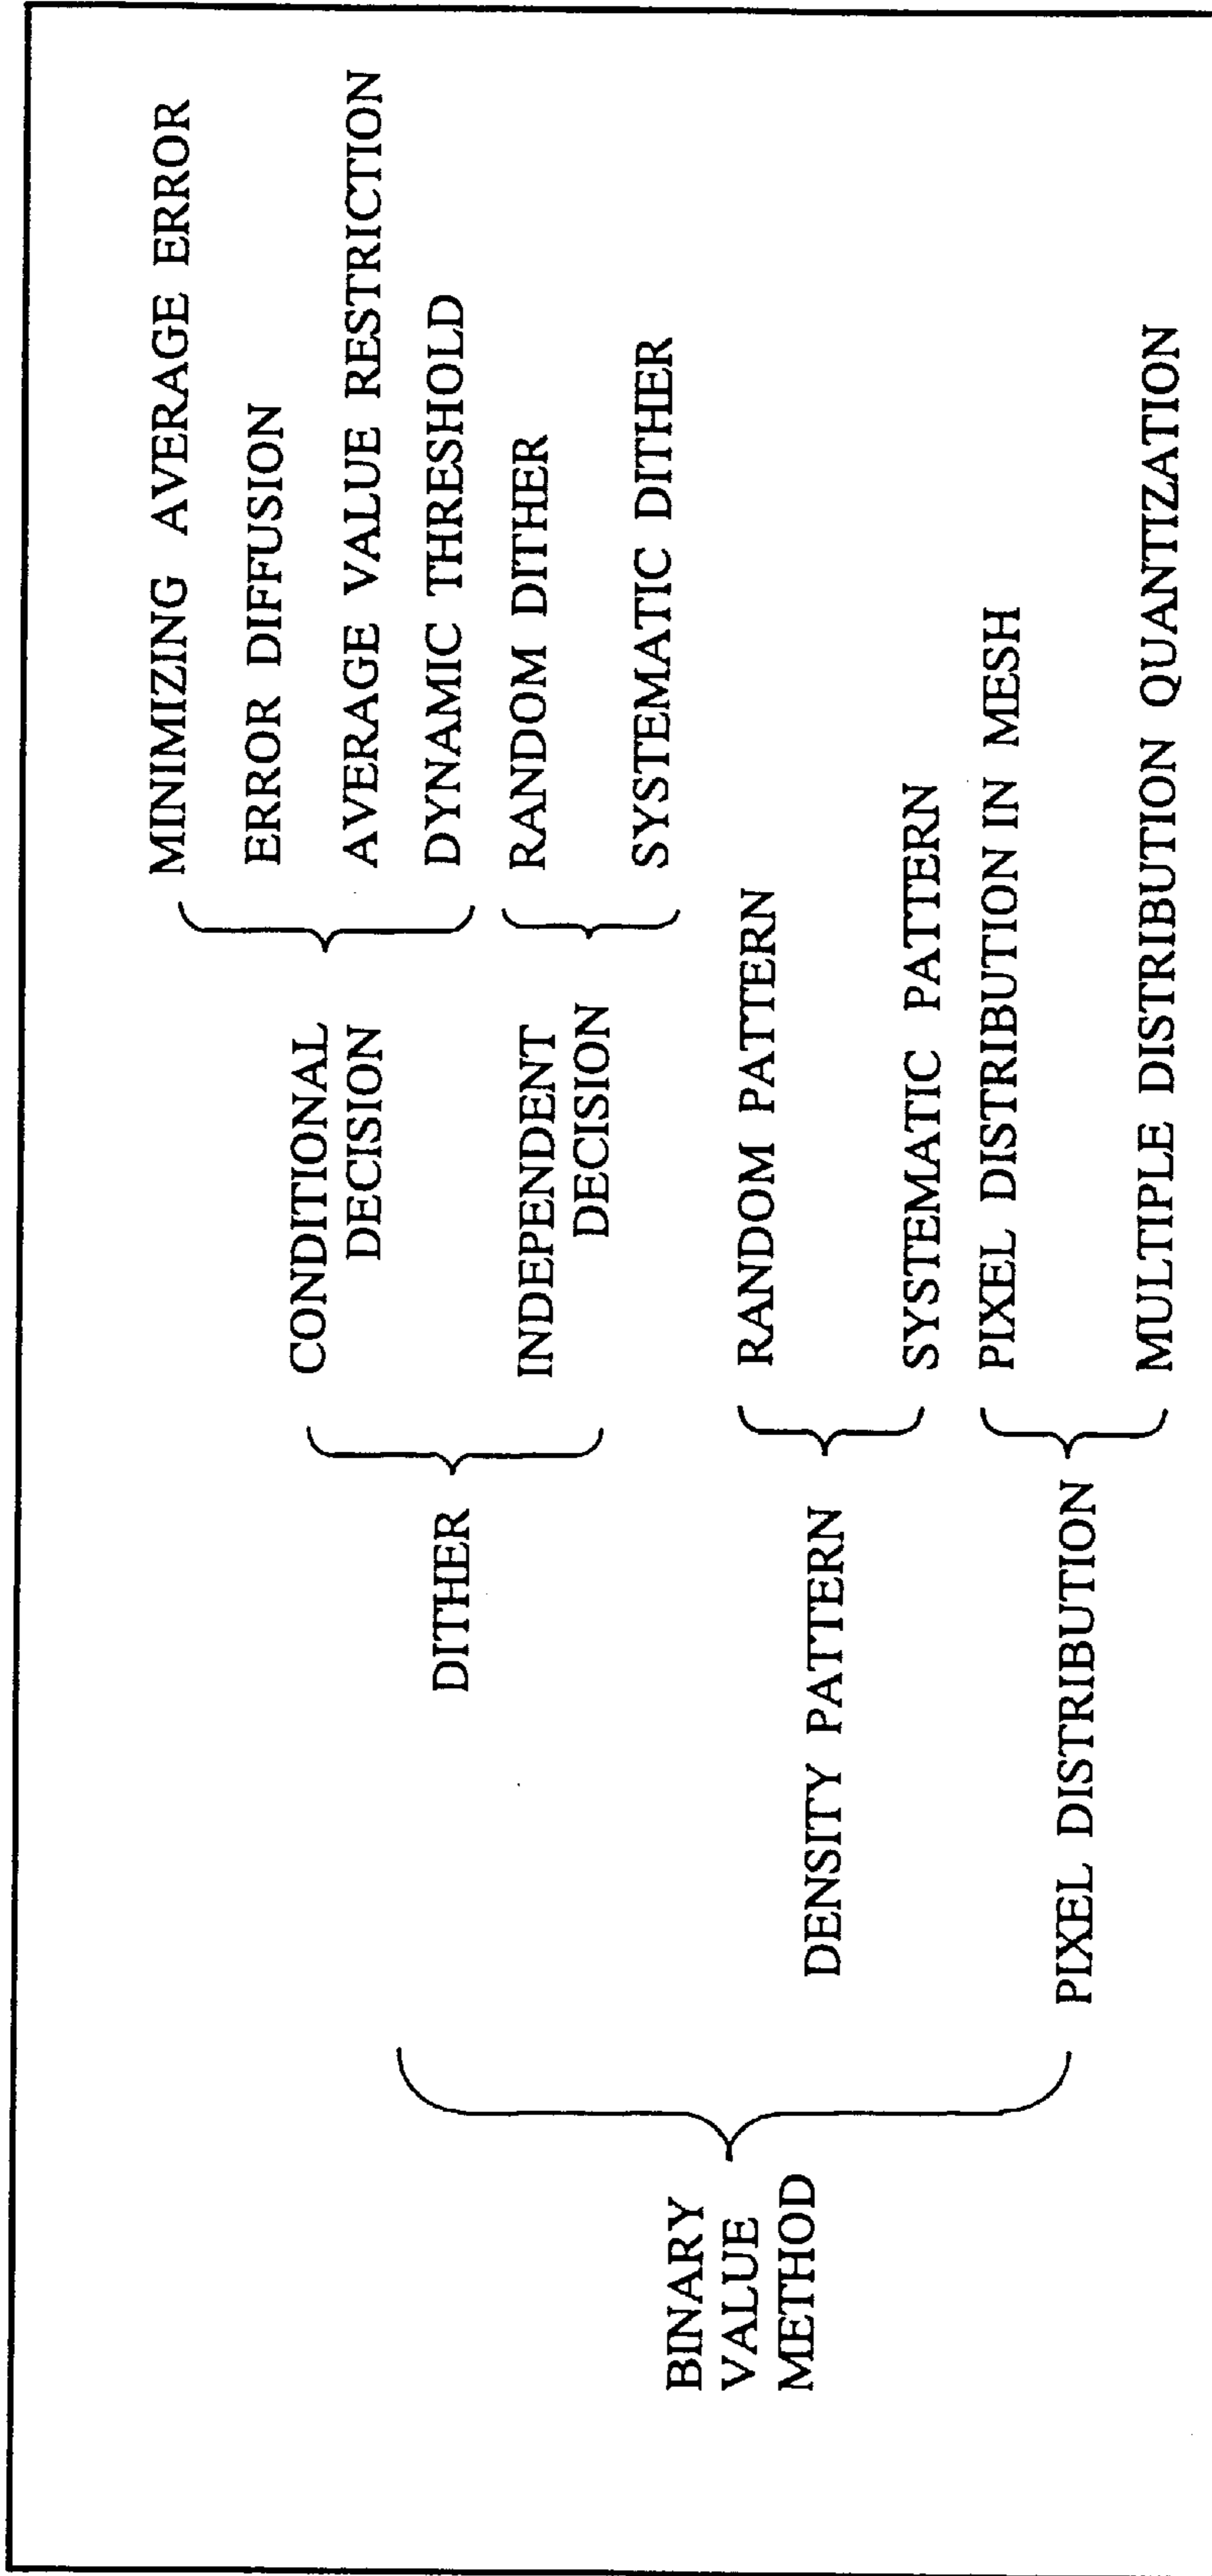 BINARY
VALUE
METHOD
DITHER
CONDITIONAL
DECISION
MINIMIZING AVERAGE ERROR
ERROR DIFFUSION
AVERAGE VALUE RESTRICTION
DYNAMIC THRESHOLD
INDEPENDENT
DECISION
RANDOM DITHER
SYSTEMATIC DITHER
DENSITY PATTERN
RANDOM PATTERN
SYSTEMATIC PATTERN
PIXEL DISTRIBUTION
PIXEL DISTRIBUTION IN MESH
MULTIPLE DISTRIBUTION QUANTIZATION